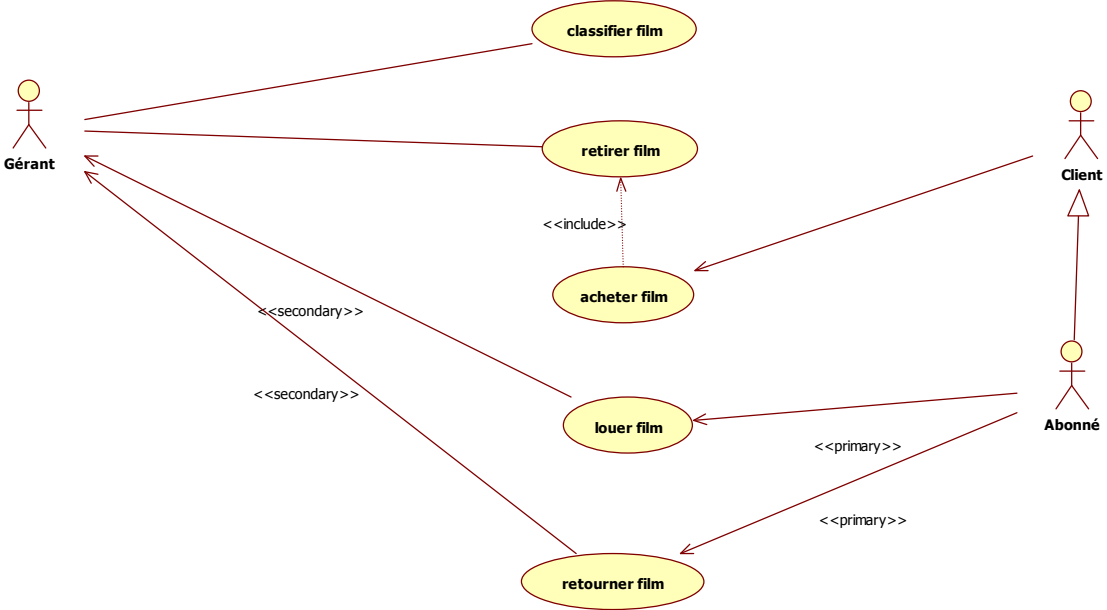 classifier film
Gérant
retirer film
Client
<<include>>
acheter film
<<secondary>>
<<secondary>>
louer film
Abonné
<<primary>>
<<primary>>
retourner film